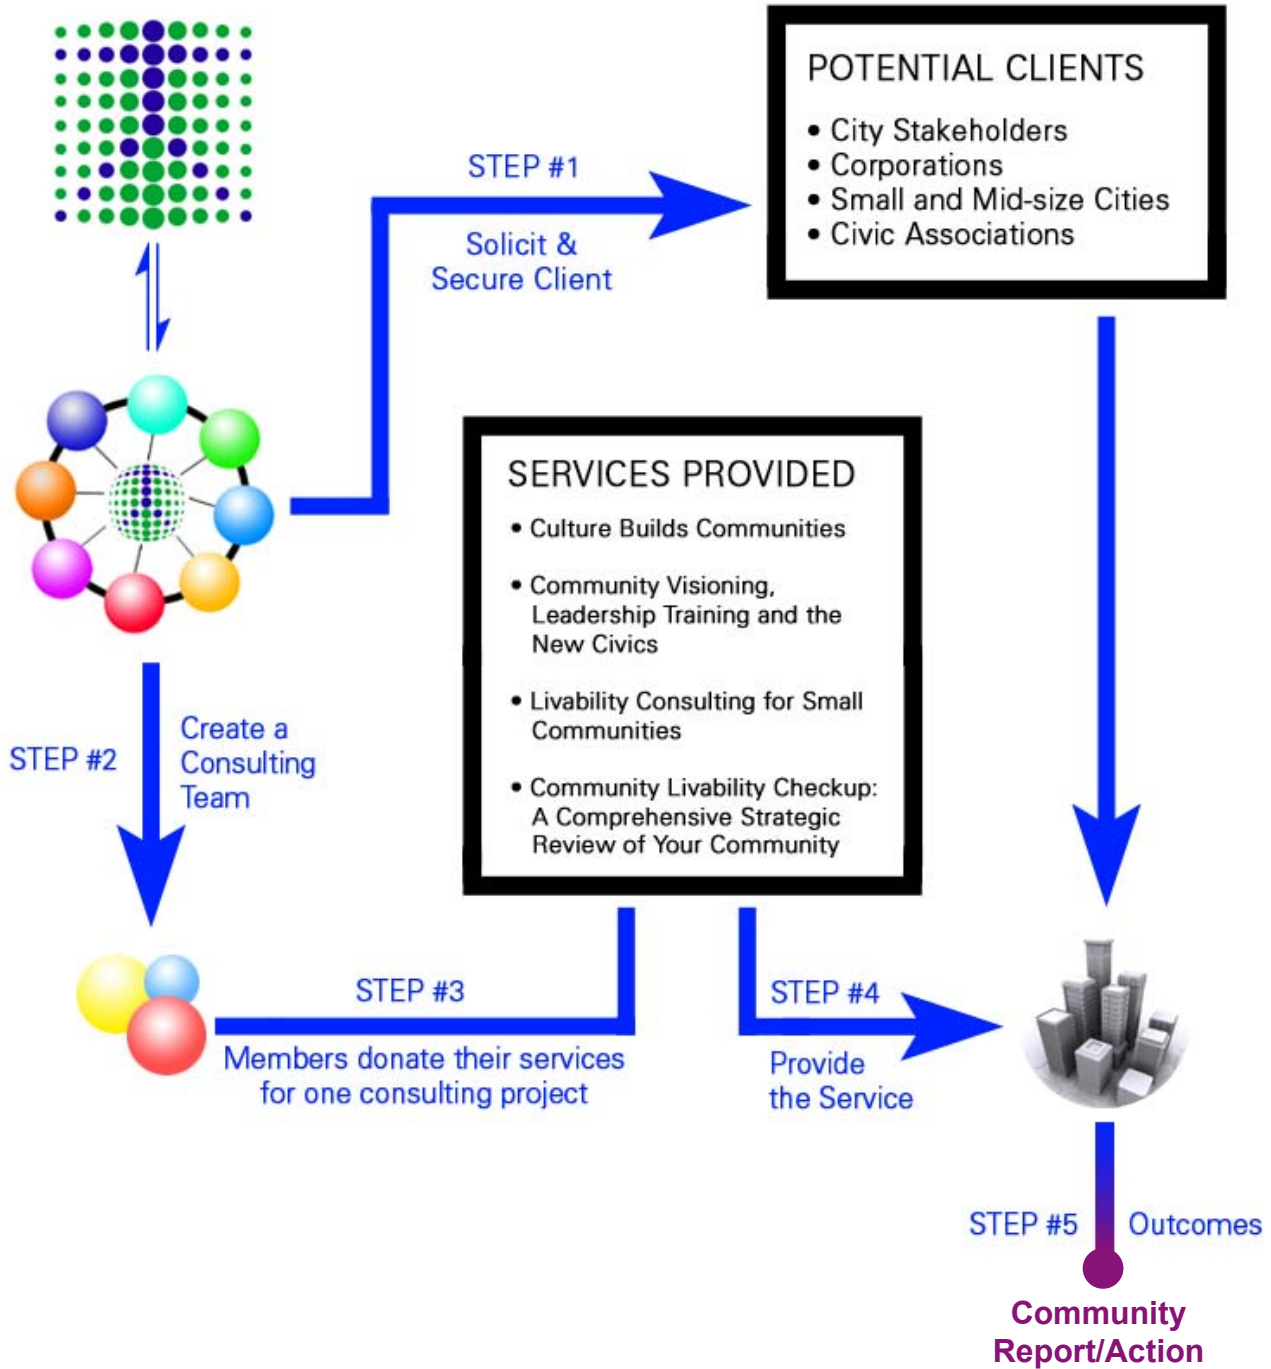 POTENTIAL CLIENTS
• City Stakeholders
• Corporations
• Small and Mid-size Cities
• Civic Associations
STEP #1
Solicit &
Secure Client
SERVICES PROVIDED
• Culture Builds Communities
• Community Visioning,
Leadership Training and the
New Civics
• Livability Consulting for Small
Communities
• Community Livability Checkup:
A Comprehensive Strategic
Review of Your Community
STEP #2
Create a
Consulting
Team
STEP #3
Members donate their services
for one consulting project
STEP #4
Provide
the Service
STEP #5
Outcomes
Community
Report/Action